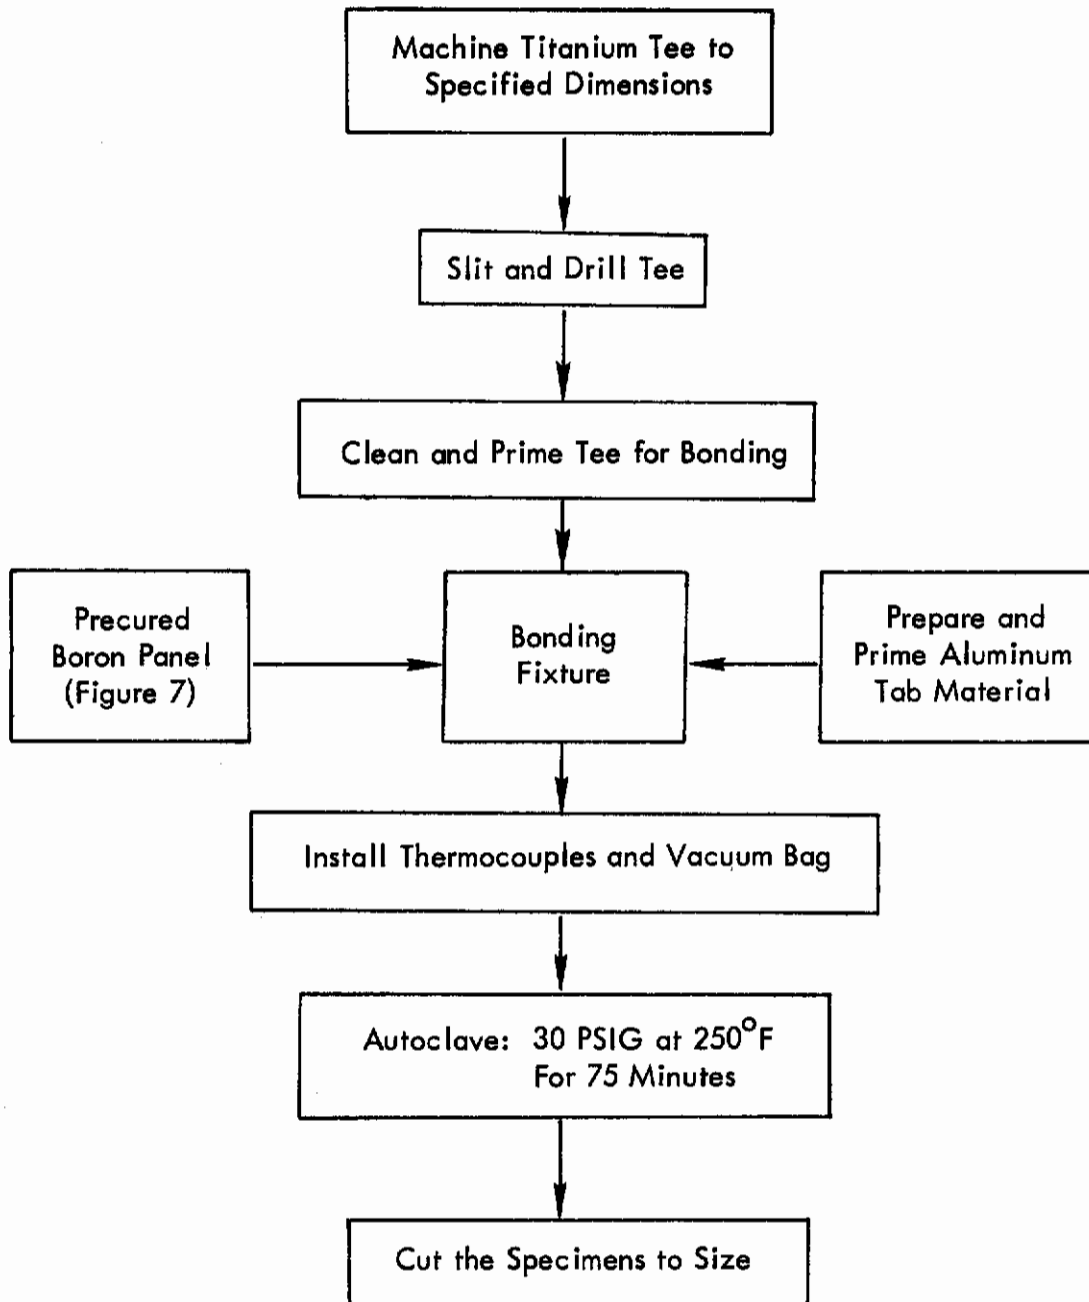 Machine Titanium Tee to
Specified Dimensions
Slit and Drill Tee
Clean and Prime Tee for Bonding
Precured
Boron Panel
(Figure 7)
Bonding
Fixture
Prepare and
Prime Aluminum
Tab Material
Install Thermocouples and Vacuum Bag
Autoclave: 30 PSIG at 250°F
For 75 Minutes
Cut the Specimens to Size